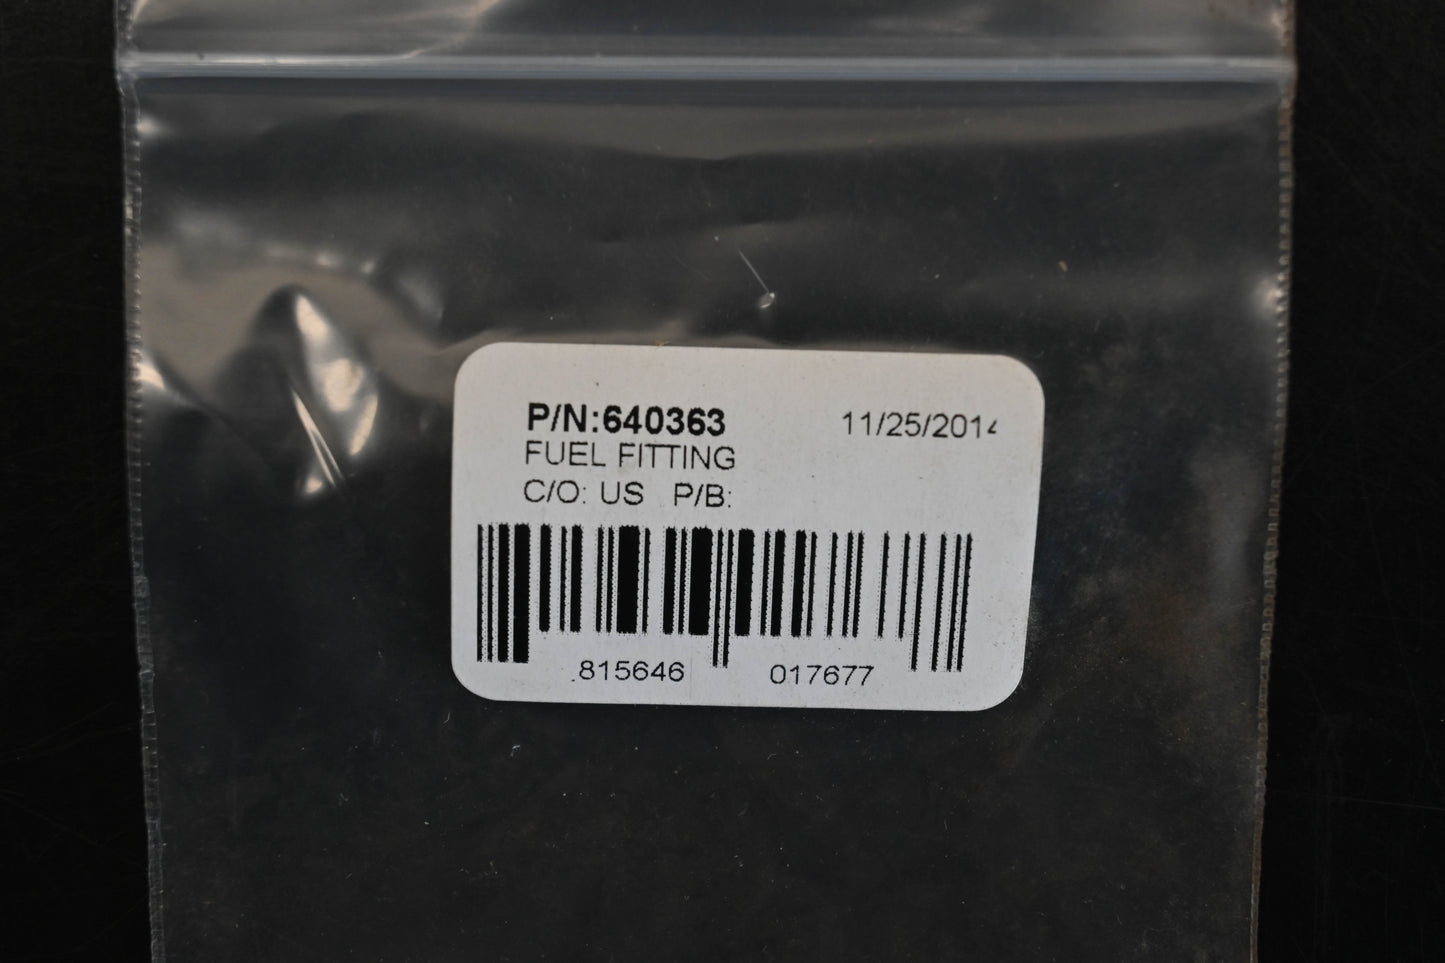 P/N:640363 11/25/2014
FUEL FITTING
C/O: US P/B:
815646 017677